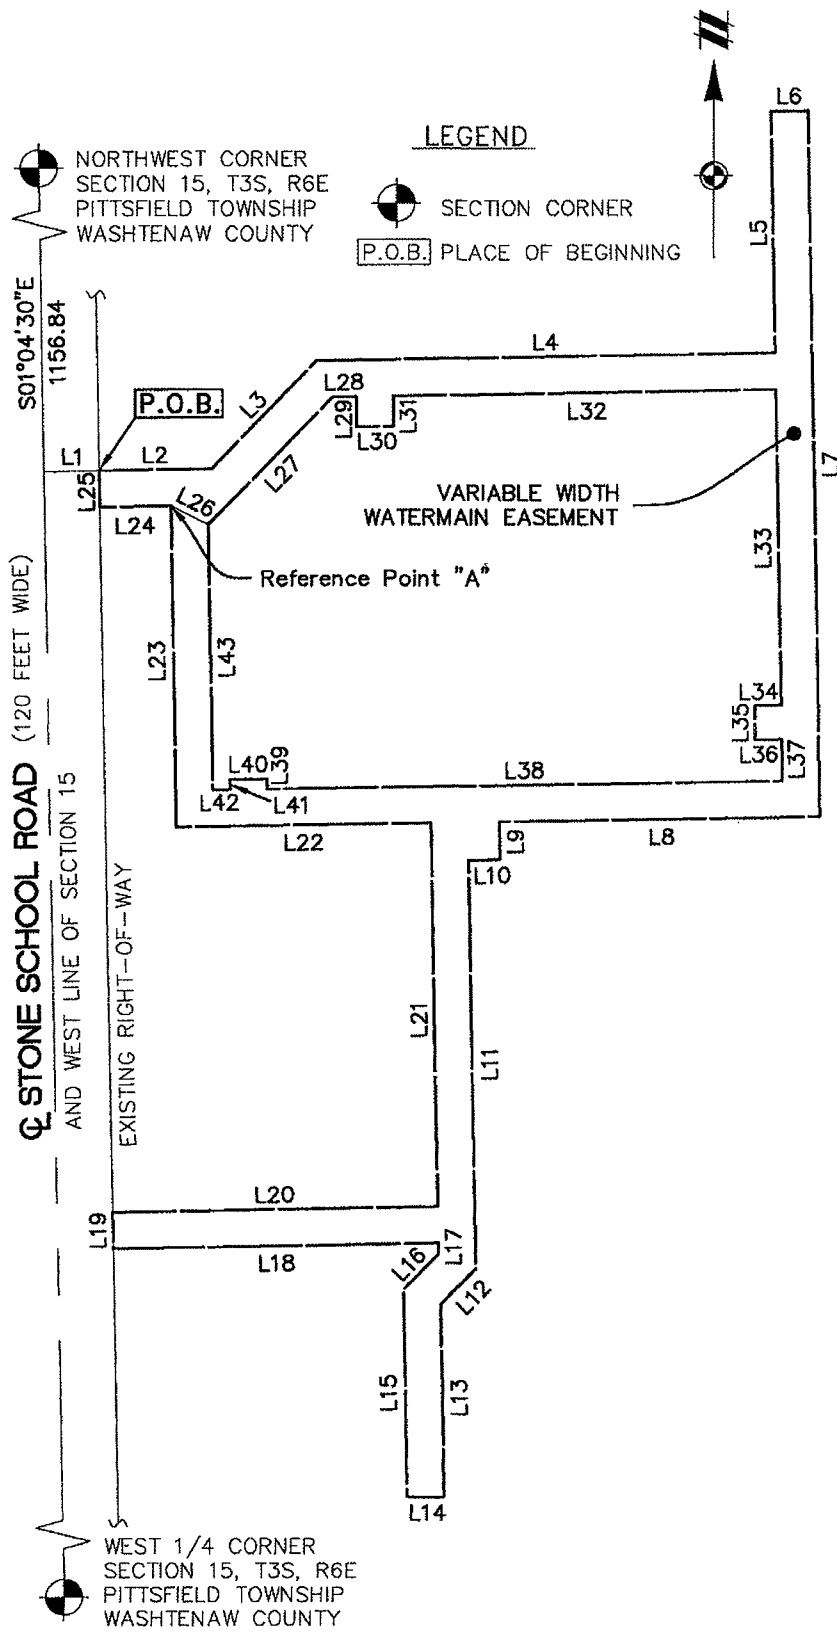 N
L6
LEGEND
NORTHWEST CORNER
SECTION 15, T3S, R6E
PITTSFIELD TOWNSHIP
WASHTENAW COUNTY
SECTION CORNER
P.O.B. PLACE OF BEGINNING
L5
S01°04'30"E
1156.84
L4
L3
L28
P.O.B.
L29
L31
L32
L30
L1
L2
L7
L25
L27
VARIABLE WIDTH
WATERMAIN EASEMENT
L24
L26
L33
Reference Point "A"
L23
L43
L34
L35
L36
L37
L40
L39
L38
L42
L41
L22
L9
L8
L10
℄ STONE SCHOOL ROAD (120 FEET WIDE)
AND WEST LINE OF SECTION 15
EXISTING RIGHT-OF-WAY
L21
L11
L20
L19
L17
L18
L16
L12
L15
L13
L14
WEST 1/4 CORNER
SECTION 15, T3S, R6E
PITTSFIELD TOWNSHIP
WASHTENAW COUNTY